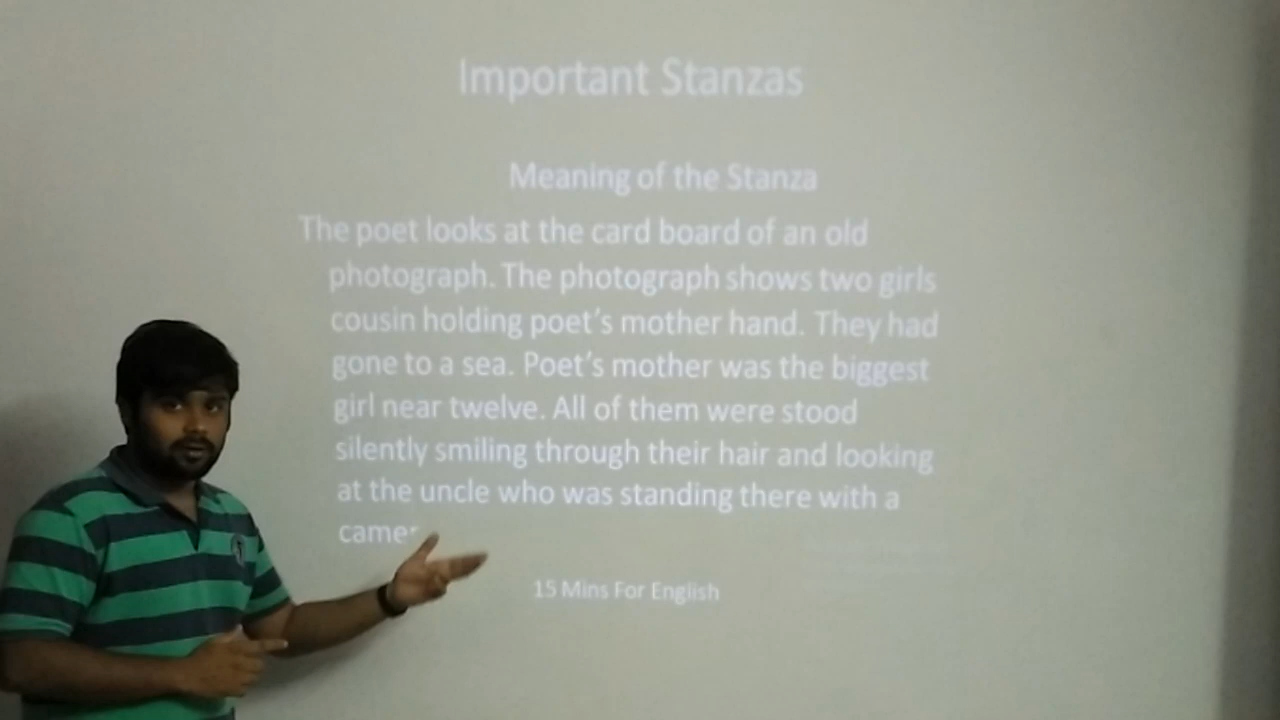 Important Stanzas
Meaning of the Stanza
The poet looks at the card board of an old
photograph. The photograph shows two girls
cousin holding poet's mother hand. They had
gone to a sea. Poet's mother was the biggest
girl near twelve. All of them were stood
silently smiling through their hair and looking
at the uncle who was standing there with a
15 Mins For English